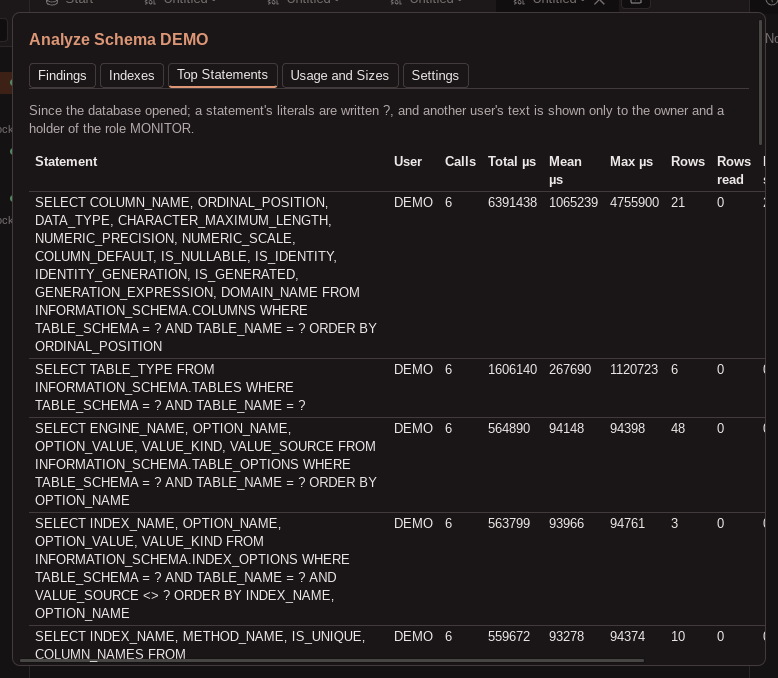 Start Untitled Untitled Untitled Untitled
Analyze Schema DEMO
Findings Indexes Top Statements Usage and Sizes Settings
Since the database opened; a statement's literals are written ?, and another user's text is shown only to the owner and a
holder of the role MONITOR.
Statement User Calls Total µs Mean µs Max µs Rows Rows read
SELECT COLUMN_NAME, ORDINAL_POSITION, DEMO 6 6391438 1065239 4755900 21 0
DATA_TYPE, CHARACTER_MAXIMUM_LENGTH,
NUMERIC_PRECISION, NUMERIC_SCALE,
COLUMN_DEFAULT, IS_NULLABLE, IS_IDENTITY,
IDENTITY_GENERATION, IS_GENERATED,
GENERATION_EXPRESSION, DOMAIN_NAME FROM
INFORMATION_SCHEMA.COLUMNS WHERE
TABLE_SCHEMA = ? AND TABLE_NAME = ? ORDER BY
ORDINAL_POSITION
SELECT TABLE_TYPE FROM DEMO 6 1606140 267690 1120723 6 0
INFORMATION_SCHEMA.TABLES WHERE
TABLE_SCHEMA = ? AND TABLE_NAME = ?
SELECT ENGINE_NAME, OPTION_NAME, DEMO 6 564890 94148 94398 48 0
OPTION_VALUE, VALUE_KIND, VALUE_SOURCE FROM
INFORMATION_SCHEMA.TABLE_OPTIONS WHERE
TABLE_SCHEMA = ? AND TABLE_NAME = ? ORDER BY
OPTION_NAME
SELECT INDEX_NAME, OPTION_NAME, DEMO 6 563799 93966 94761 3 0
OPTION_VALUE, VALUE_KIND FROM
INFORMATION_SCHEMA.INDEX_OPTIONS WHERE
TABLE_SCHEMA = ? AND TABLE_NAME = ? AND
VALUE_SOURCE <> ? ORDER BY INDEX_NAME,
OPTION_NAME
SELECT INDEX_NAME, METHOD_NAME, IS_UNIQUE, DEMO 6 559672 93278 94374 10 0
COLUMN_NAMES FROM